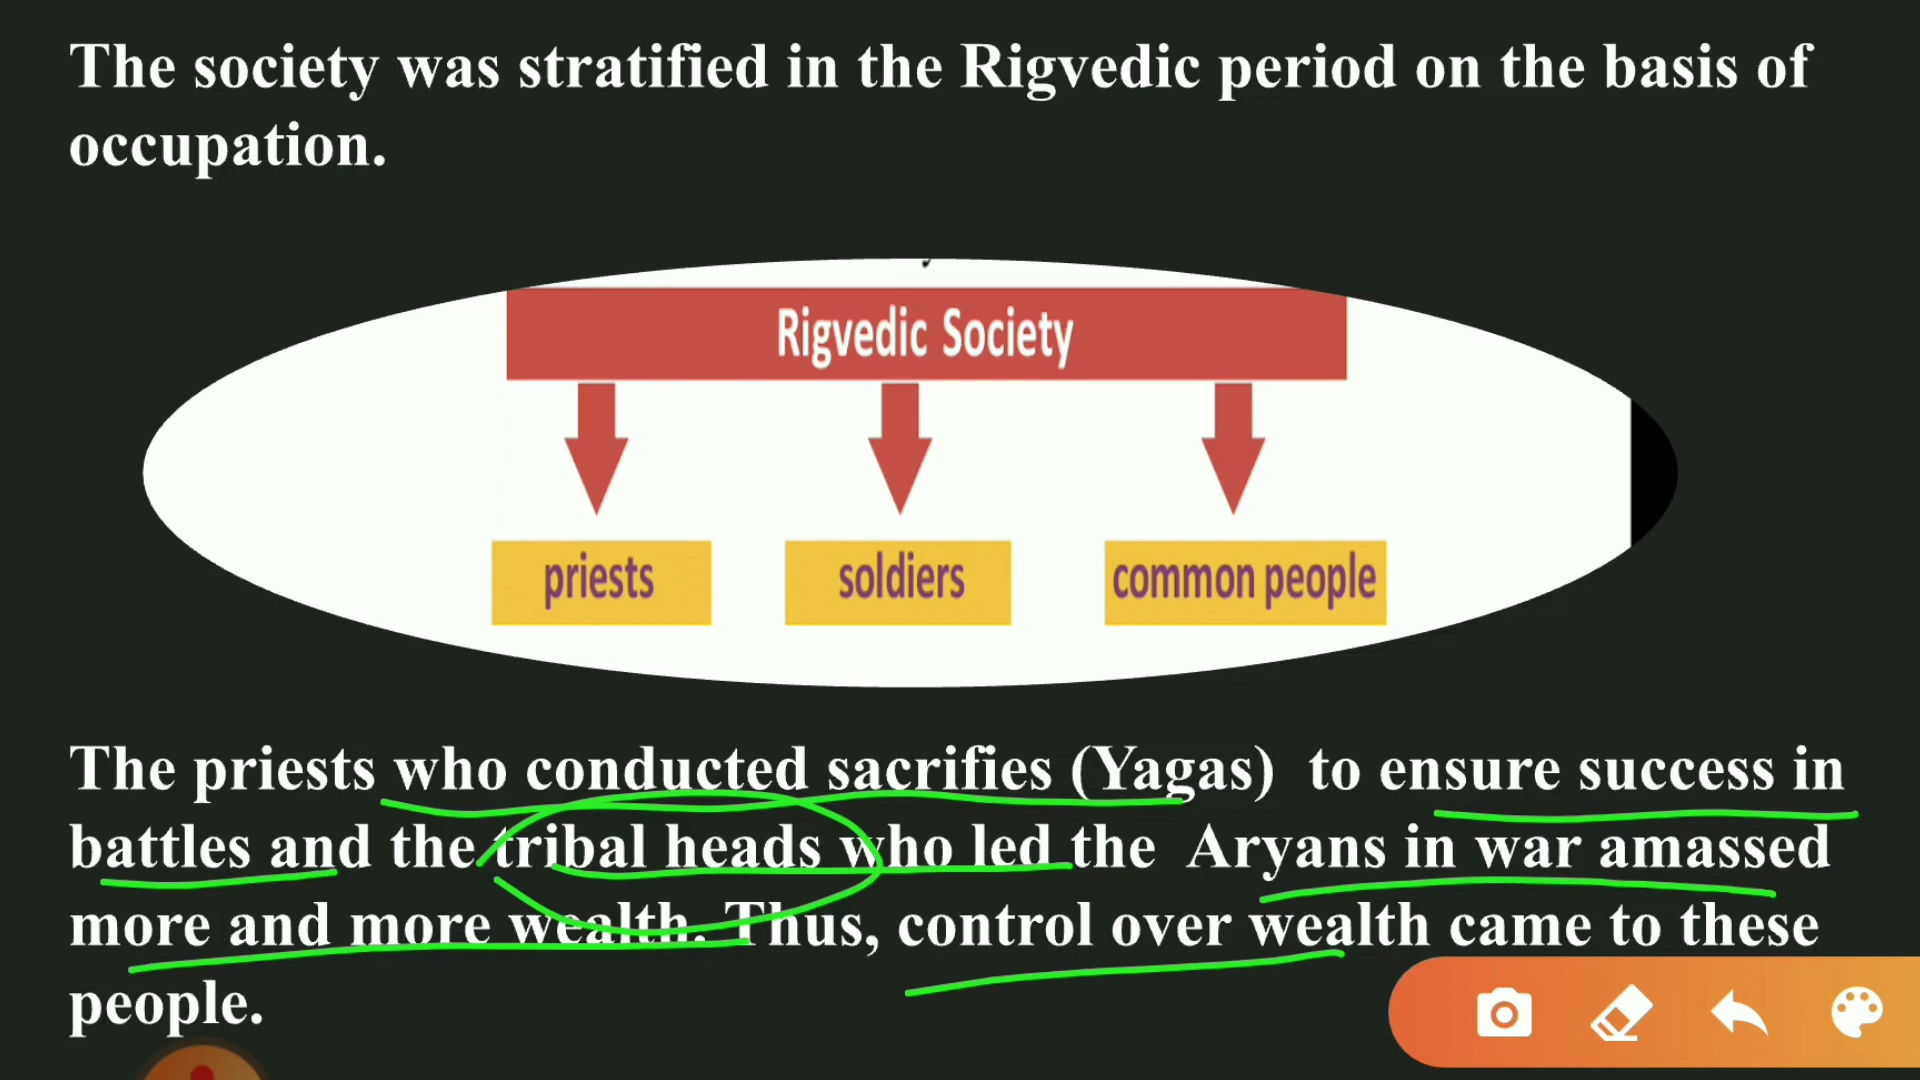 The society was stratified in the Rigvedic period on the basis of
occupation.
Rigvedic Society
priests
soldiers
common people
The priests who conducted sacrifies (Yagas) to ensure success in
battles and the tribal heads who led the Aryans in war amassed
more and more wealth. Thus, control over wealth came to these
people.